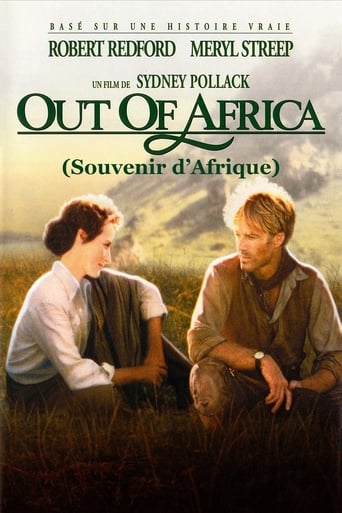 BASÉ SUR UNE HISTOIRE VRAIE
ROBERT REDFORD MERYL STREEP
UN FILM DE SYDNEY POLLACK
OUT OF AFRICA
(Souvenir d'Afrique)